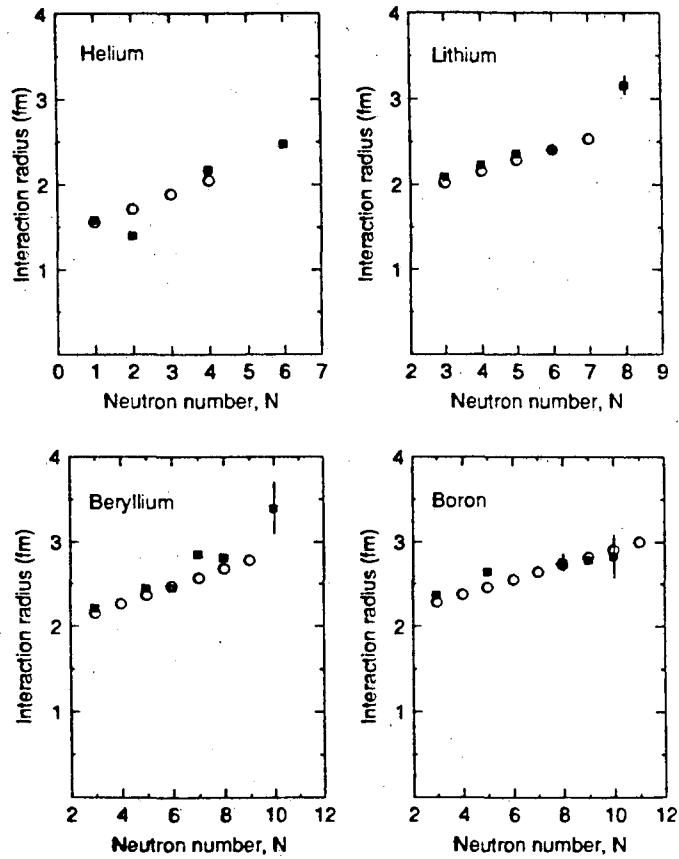 Helium
Interaction radius (fm)
4
3
2
1
0 1 2 3 4 5 6 7
Neutron number, N
Lithium
Interaction radius (fm)
4
3
2
1
2 3 4 5 6 7 8 9
Neutron number, N
Beryllium
Interaction radius (fm)
4
3
2
1
2 4 6 8 10 12
Neutron number, N
Boron
Interaction radius (fm)
4
3
2
1
2 4 6 8 10 12
Neutron number, N